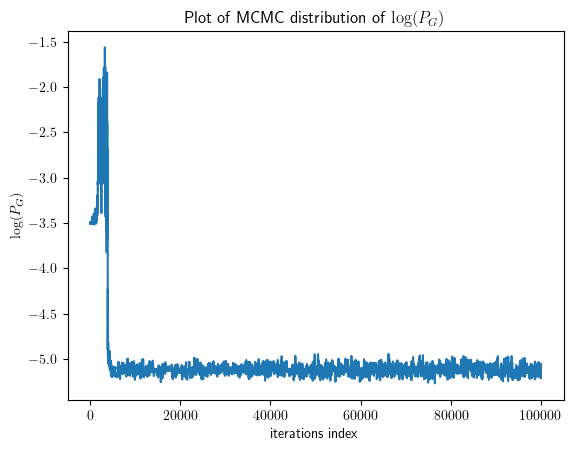 Plot of MCMC distribution of log(P_G)
−1.5
−2.0
−2.5
−3.0
−3.5
−4.0
−4.5
−5.0
log(P_G)
0 20000 40000 60000 80000 100000
iterations index